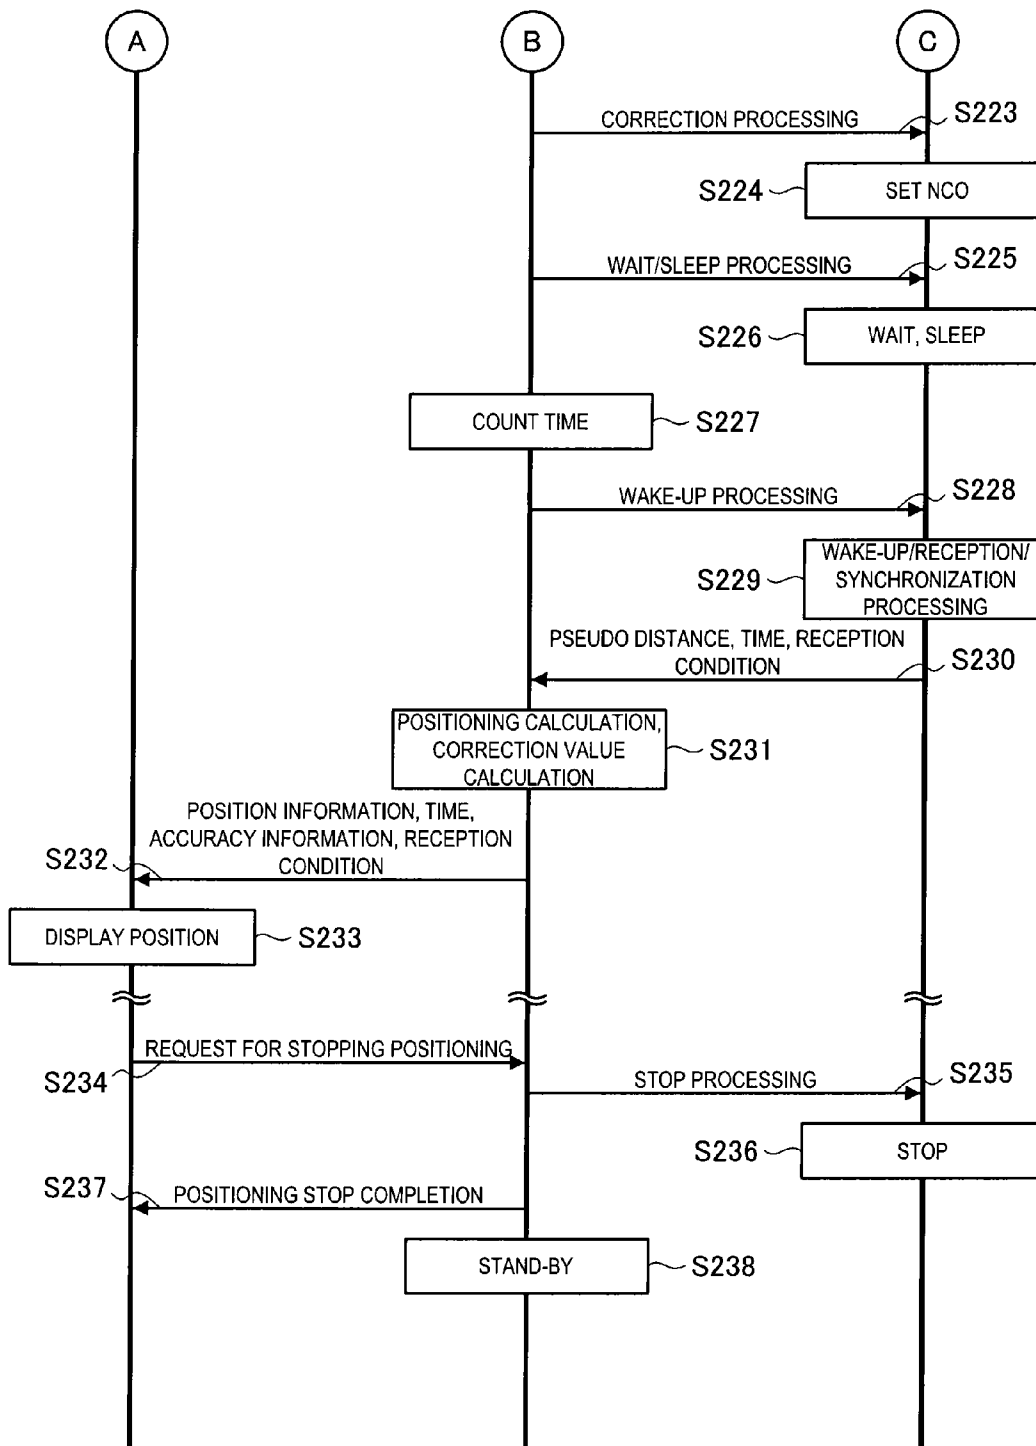 A
B
C
CORRECTION PROCESSING
S223
S224
SET NCO
WAIT/SLEEP PROCESSING
S225
S226
WAIT, SLEEP
COUNT TIME
S227
WAKE-UP PROCESSING
S228
S229
WAKE-UP/RECEPTION/
SYNCHRONIZATION
PROCESSING
PSEUDO DISTANCE, TIME, RECEPTION
CONDITION
S230
POSITIONING CALCULATION,
CORRECTION VALUE
CALCULATION
S231
POSITION INFORMATION, TIME,
ACCURACY INFORMATION, RECEPTION
CONDITION
S232
DISPLAY POSITION
S233
REQUEST FOR STOPPING POSITIONING
S234
STOP PROCESSING
S235
S236
STOP
S237
POSITIONING STOP COMPLETION
STAND-BY
S238